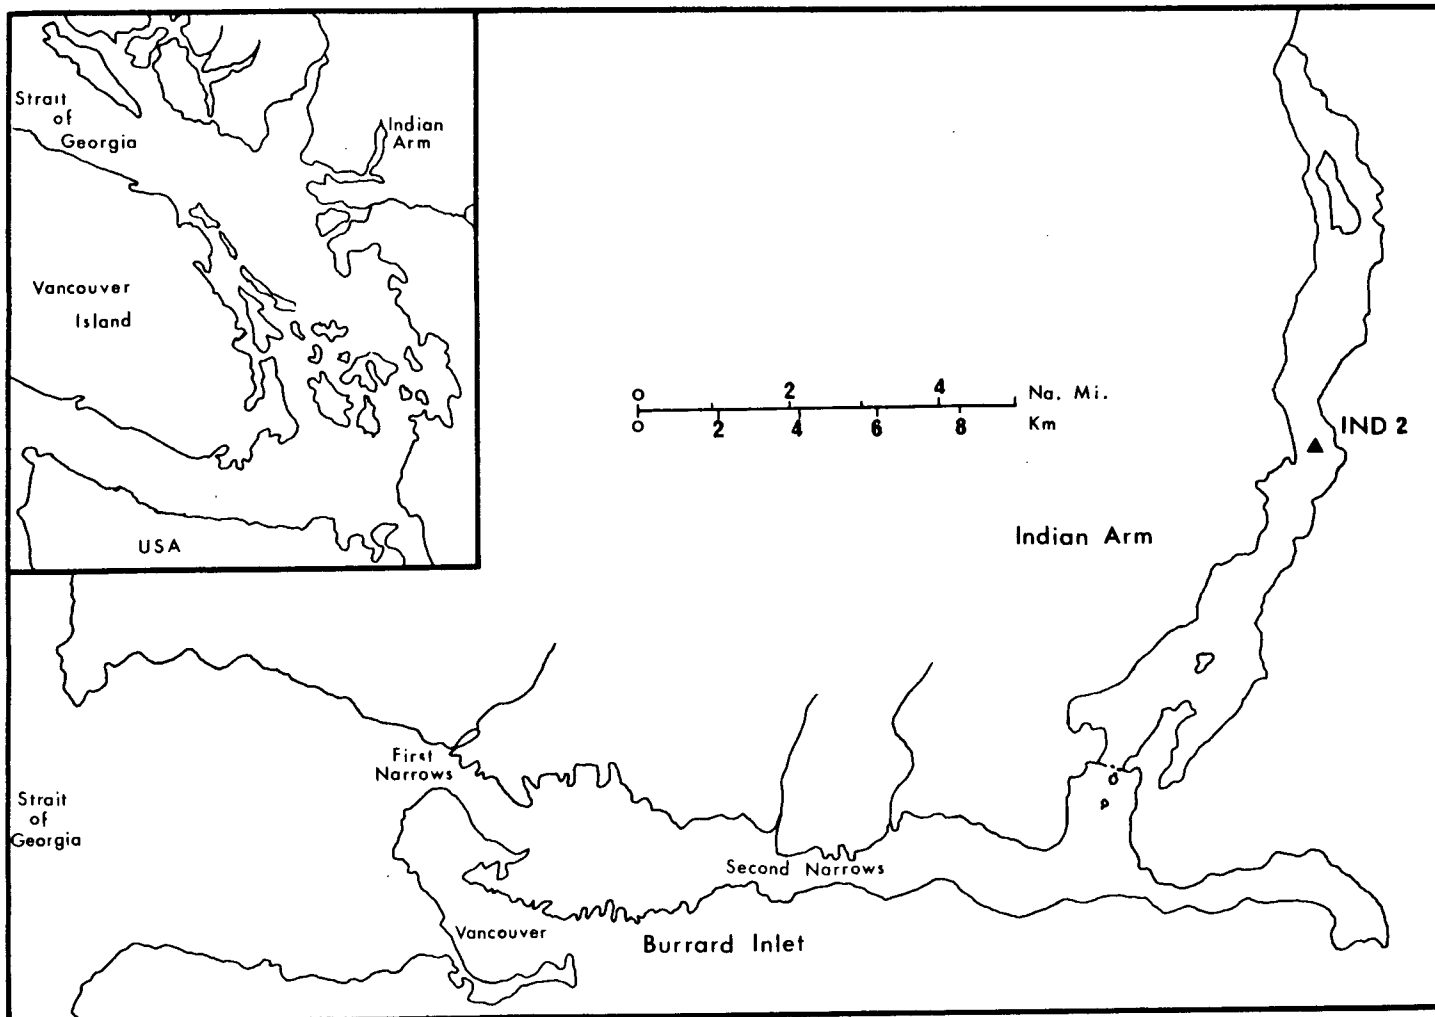 Strait
of
Georgia
Indian
Arm
Vancouver
Island
USA
0 2 4 Na. Mi.
0 2 4 6 8 Km
IND 2
Indian Arm
First
Narrows
Strait
of
Georgia
Second Narrows
Vancouver
Burrard Inlet